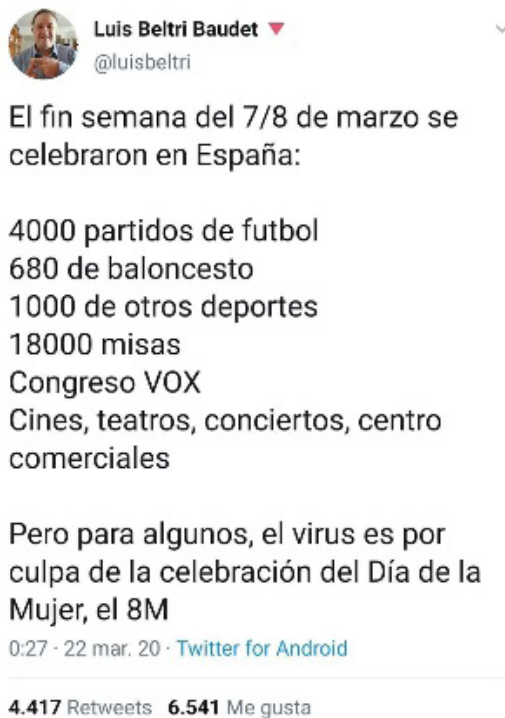 Luis Beltri Baudet
@luisbeltri
El fin semana del 7/8 de marzo se
celebraron en España:
4000 partidos de futbol
680 de baloncesto
1000 de otros deportes
18000 misas
Congreso VOX
Cines, teatros, conciertos, centro
comerciales
Pero para algunos, el virus es por
culpa de la celebración del Día de la
Mujer, el 8M
0:27 · 22 mar. 20 · Twitter for Android
4.417 Retweets 6.541 Me gusta